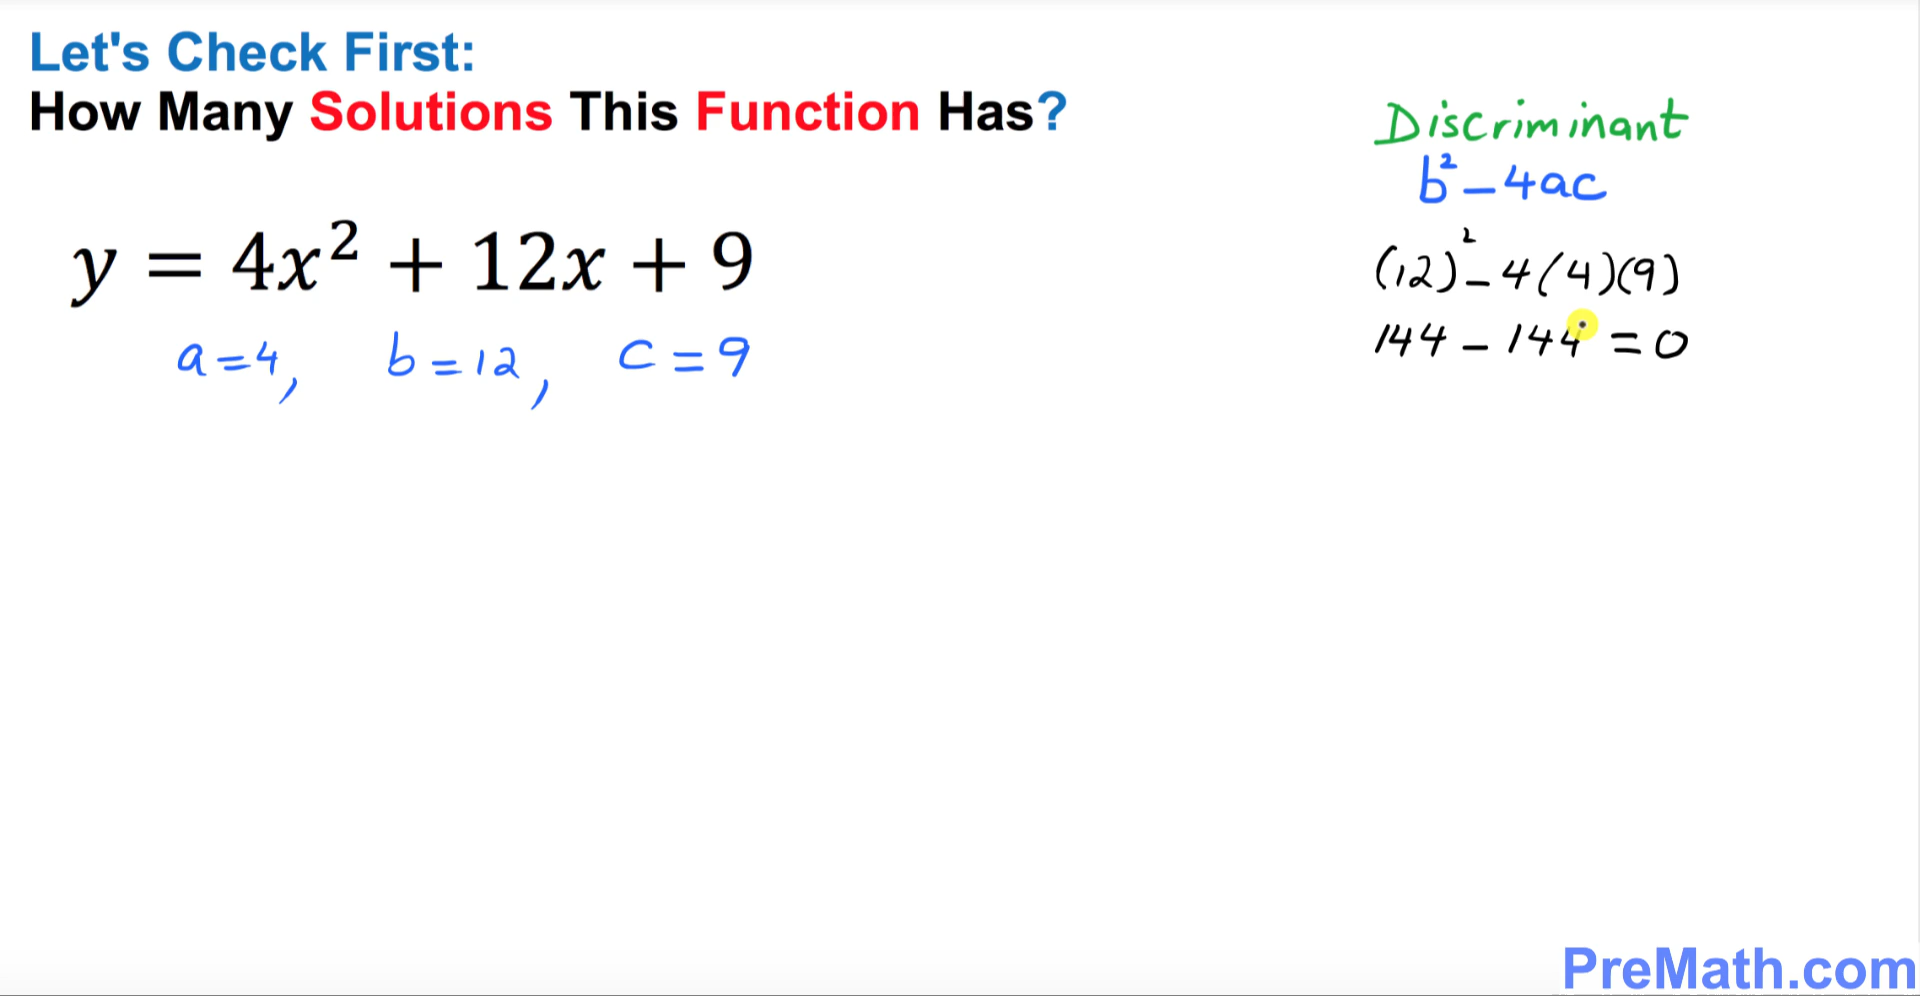 Let's Check First:
How Many Solutions This Function Has?
y = 4x² + 12x + 9
a=4, b=12, c=9
Discriminant
b²-4ac
(12)²-4(4)(9)
144-144=0
PreMath.com